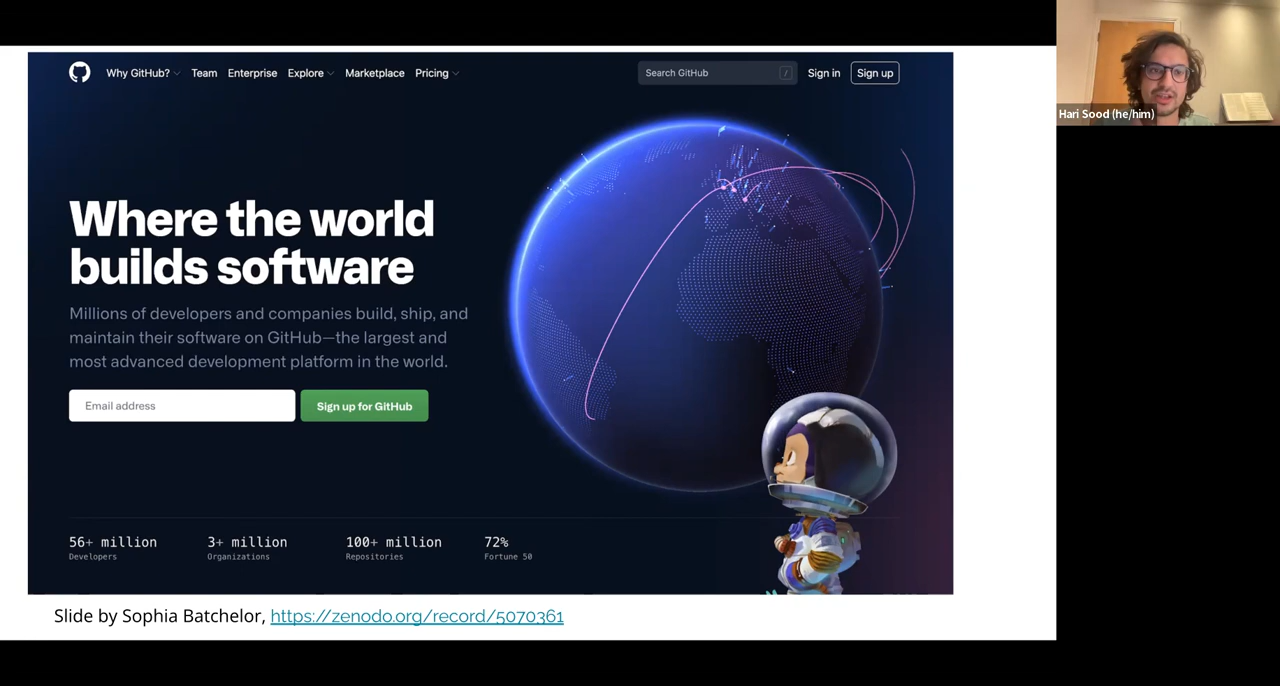 Why GitHub? Team Enterprise Explore Marketplace Pricing Search GitHub / Sign in Sign up
Hari Sood (he/him)
Where the world
builds software
Millions of developers and companies build, ship, and
maintain their software on GitHub—the largest and
most advanced development platform in the world.
Email address Sign up for GitHub
56+ million 3+ million 100+ million 72%
Developers Organizations Repositories Fortune 50
Slide by Sophia Batchelor, https://zenodo.org/record/5070361